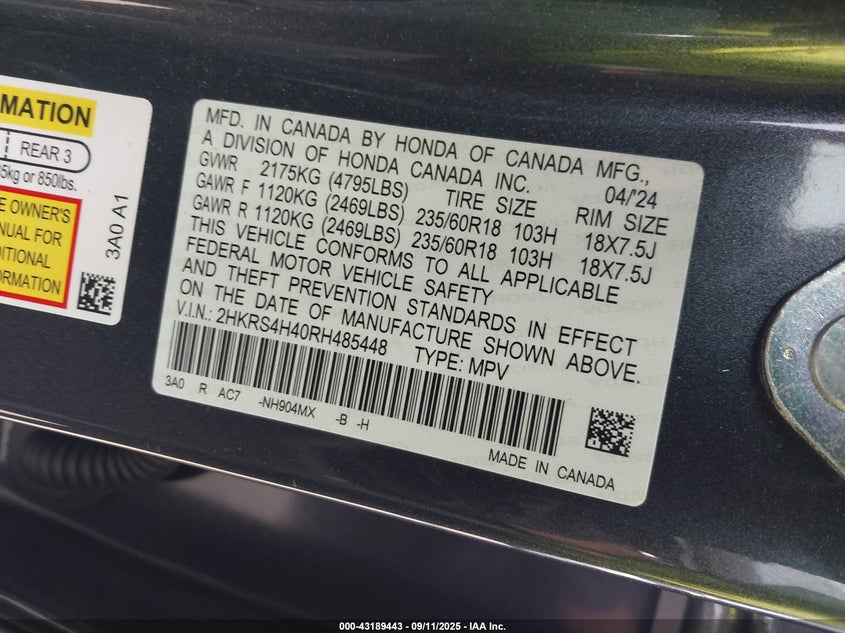 MATION
REAR 3
5kg or 850lbs.
E OWNER'S
NUAL FOR
DITIONAL
ORMATION
3A0 A1
MFD. IN CANADA BY HONDA OF CANADA MFG.,
A DIVISION OF HONDA CANADA INC. 04/'24
GVWR 2175KG (4795LBS) TIRE SIZE RIM SIZE
GAWR F 1120KG (2469LBS) 235/60R18 103H 18X7.5J
GAWR R 1120KG (2469LBS) 235/60R18 103H 18X7.5J
THIS VEHICLE CONFORMS TO ALL APPLICABLE
FEDERAL MOTOR VEHICLE SAFETY
AND THEFT PREVENTION STANDARDS IN EFFECT
ON THE DATE OF MANUFACTURE SHOWN ABOVE.
V.I.N.: 2HKRS4H40RH485448 TYPE: MPV
3A0 R AC7 -NH904MX -B -H
MADE IN CANADA
000-43189443 - 09/11/2025 - IAA Inc.